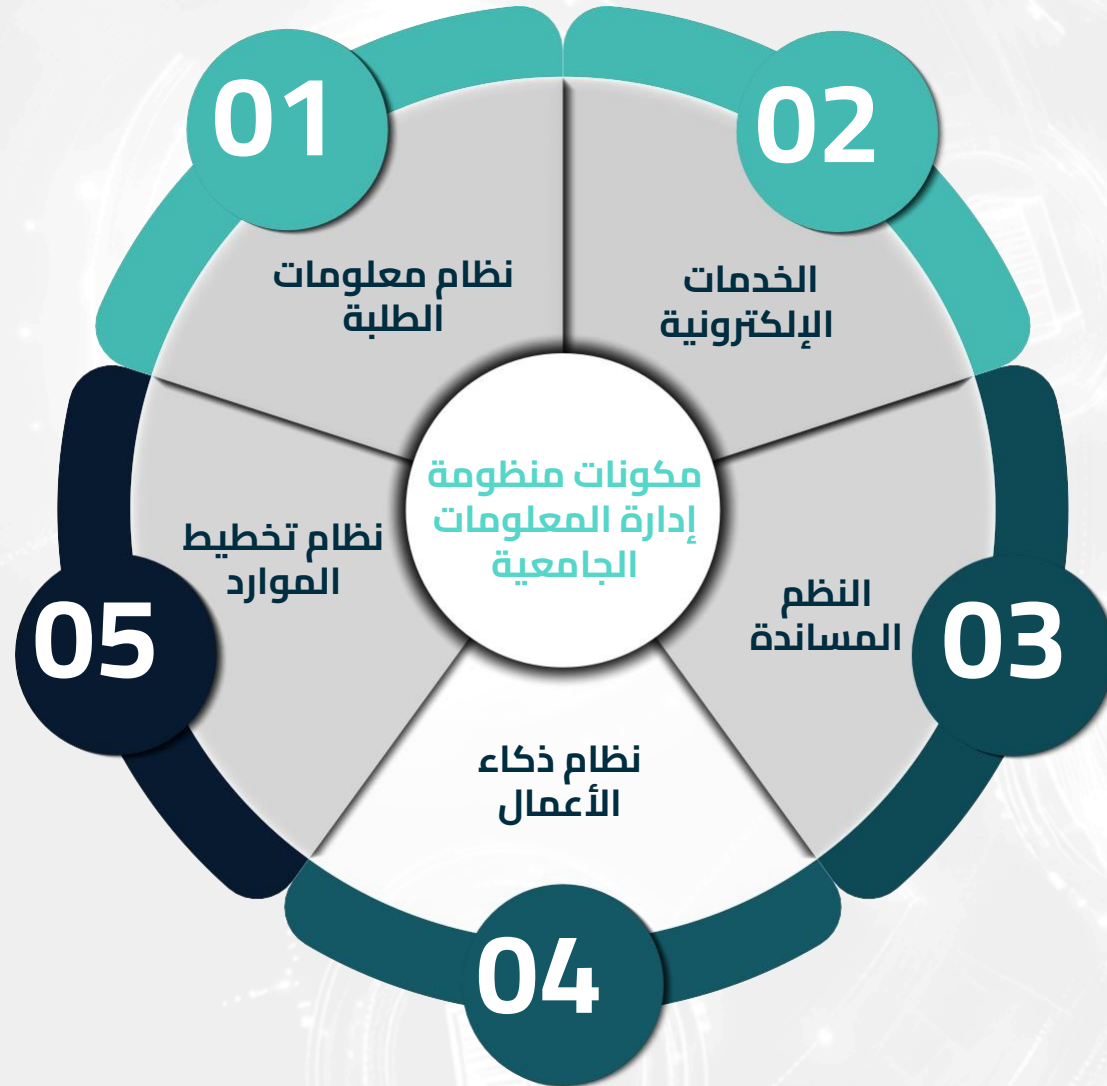 مكونات منظومة
إدارة المعلومات
الجامعية
01
نظام معلومات
الطلبة
02
الخدمات
الإلكترونية
03
النظم
المساندة
04
نظام ذكاء
الأعمال
05
نظام تخطيط
الموارد